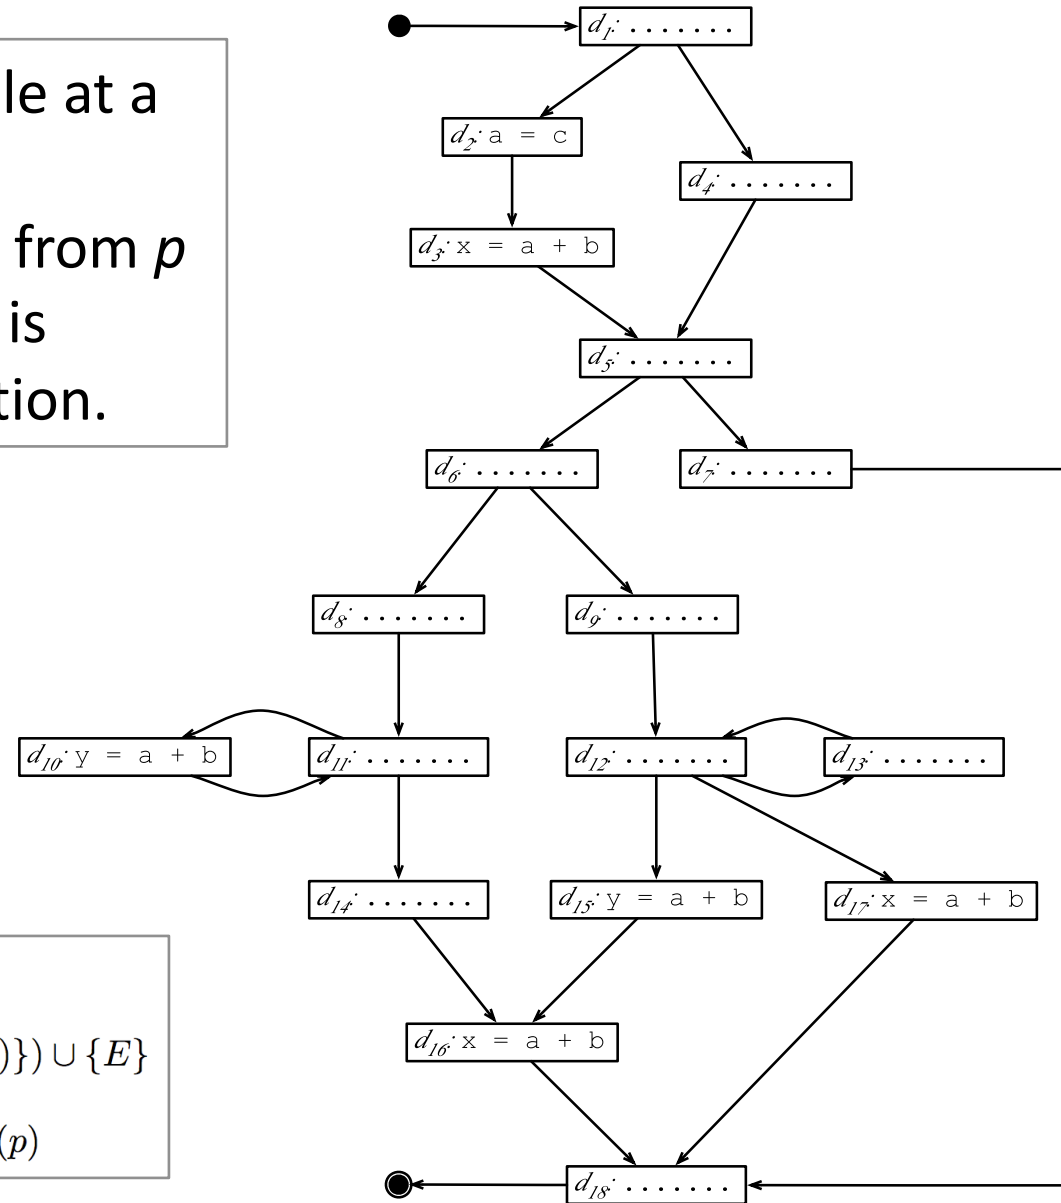 le at a
from p
is
tion.
)}) ∪ {E}
(p)
d₁: . . . . . . .
d₂: a = c
d₄: . . . . . . .
d₃: x = a + b
d₅: . . . . . . .
d₆: . . . . . . .
d₇: . . . . . . .
d₈: . . . . . . .
d₉: . . . . . . .
d₁₀: y = a + b
d₁₁: . . . . . . .
d₁₂: . . . . . . .
d₁₃: . . . . . . .
d₁₄: . . . . . . .
d₁₅: y = a + b
d₁₇: x = a + b
d₁₆: x = a + b
d₁₈: . . . . . . .